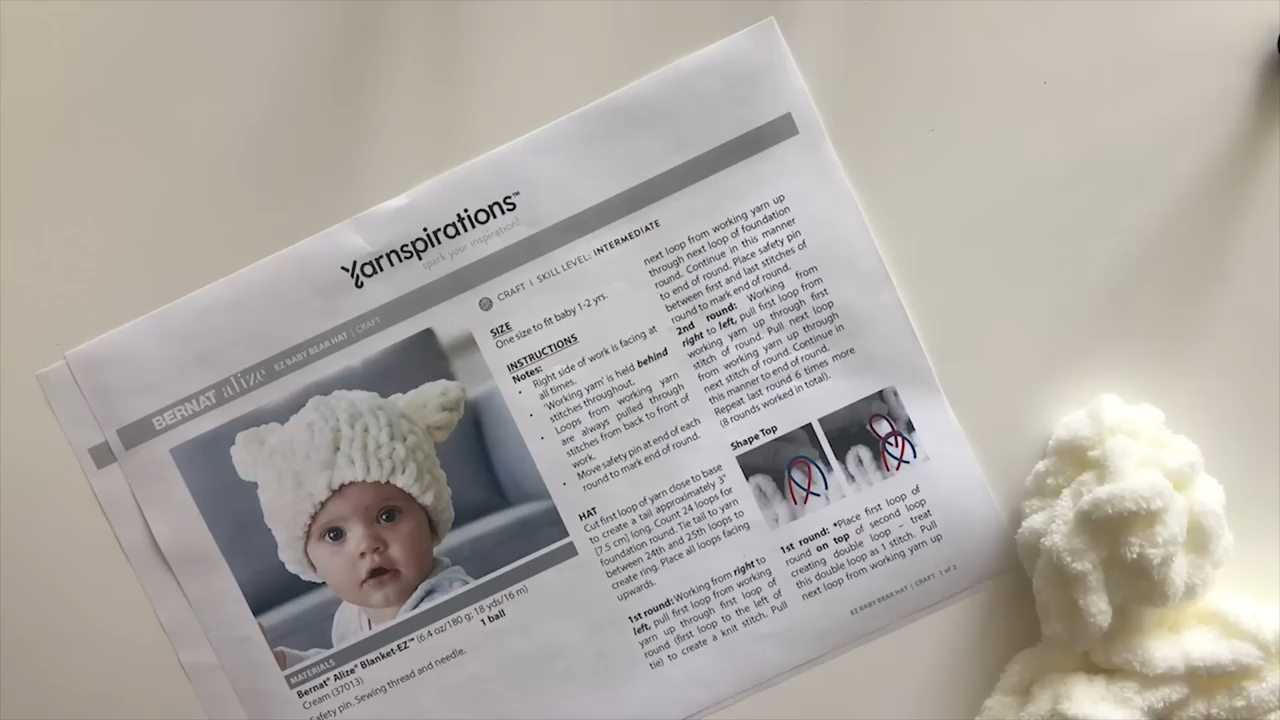 Yarnspirations™
spark your inspiration!
BERNAT alize EZ BABY BEAR HAT | CRAFT
CRAFT | SKILL LEVEL: INTERMEDIATE
MATERIALS
Bernat® Alize® Blanket-EZ™ (6.4 oz/180 g; 18 yds/16 m)
Cream (37013) 1 ball
Safety pin. Sewing thread and needle.
SIZE
One size to fit baby 1-2 yrs.
INSTRUCTIONS
Notes:
• Right side of work is facing at
all times.
• 'Working yarn' is held behind
stitches throughout.
• Loops from working yarn
are always pulled through
stitches from back to front of
work.
• Move safety pin at end of each
round to mark end of round.
HAT
Cut first loop of yarn close to base
to create a tail approximately 3"
[7.5 cm] long. Count 24 loops for
foundation round. Tie tail to yarn
between 24th and 25th loops to
create ring. Place all loops facing
upwards.
1st round: Working from right to
left, pull first loop from working
yarn up through first loop of
round (first loop to the left of
tie) to create a knit stitch. Pull
next loop from working yarn up
through next loop of foundation
round. Continue in this manner
to end of round. Place safety pin
between first and last stitches of
round to mark end of round.
2nd round: Working from
right to left, pull first loop from
working yarn up through first
stitch of round. Pull next loop
from working yarn up through
next stitch of round. Continue in
this manner to end of round.
Repeat last round 6 times more
(8 rounds worked in total).
Shape Top
1st round: *Place first loop of
round on top of second loop
creating double loop – treat
this double loop as 1 stitch. Pull
next loop from working yarn up
EZ BABY BEAR HAT | CRAFT 1 of 2